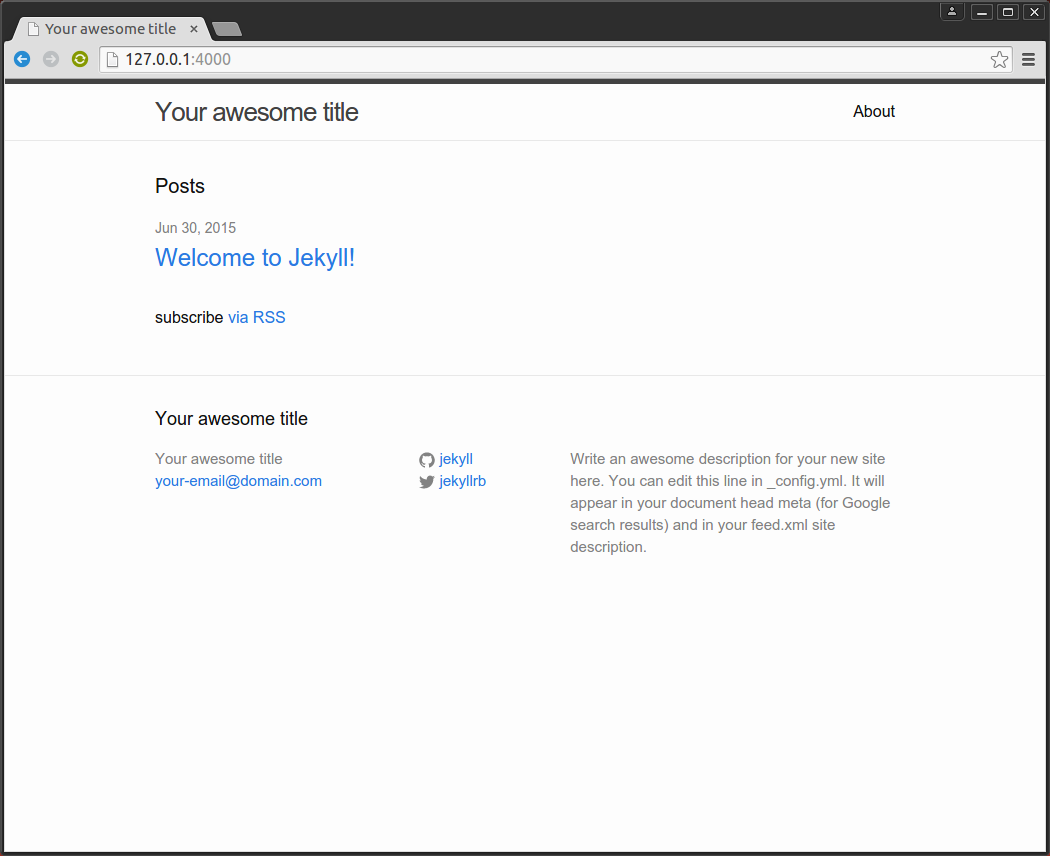 Your awesome title
127.0.0.1:4000
Your awesome title
About
Posts
Jun 30, 2015
Welcome to Jekyll!
subscribe via RSS
Your awesome title
Your awesome title
your-email@domain.com
jekyll
jekyllrb
Write an awesome description for your new site
here. You can edit this line in _config.yml. It will
appear in your document head meta (for Google
search results) and in your feed.xml site
description.